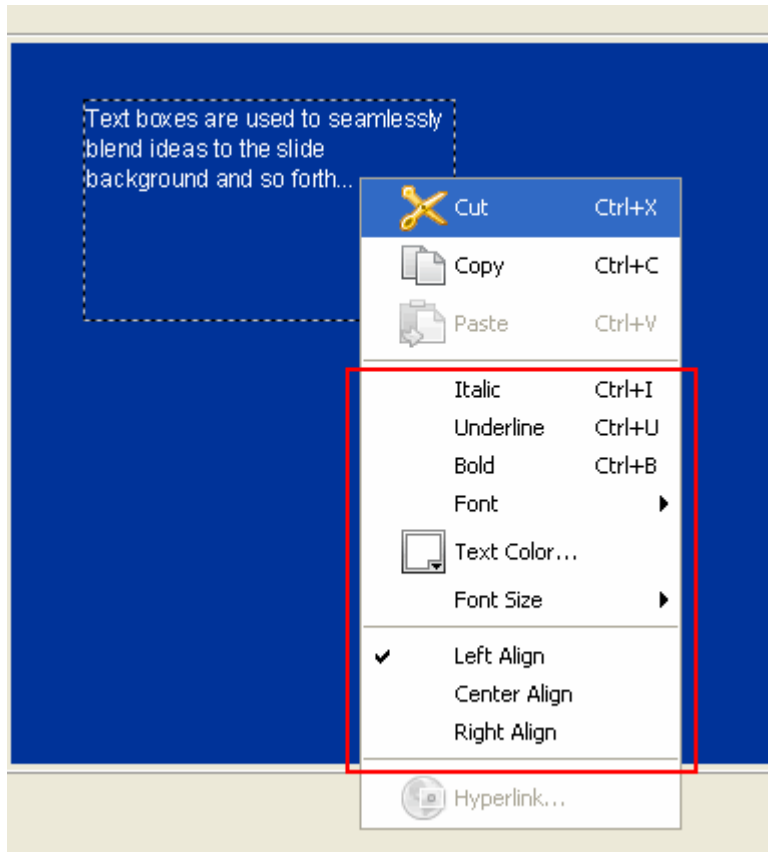 Text boxes are used to seamlessly
blend ideas to the slide
background and so forth...
Cut Ctrl+X
Copy Ctrl+C
Paste Ctrl+V
Italic Ctrl+I
Underline Ctrl+U
Bold Ctrl+B
Font
Text Color...
Font Size
Left Align
Center Align
Right Align
Hyperlink...